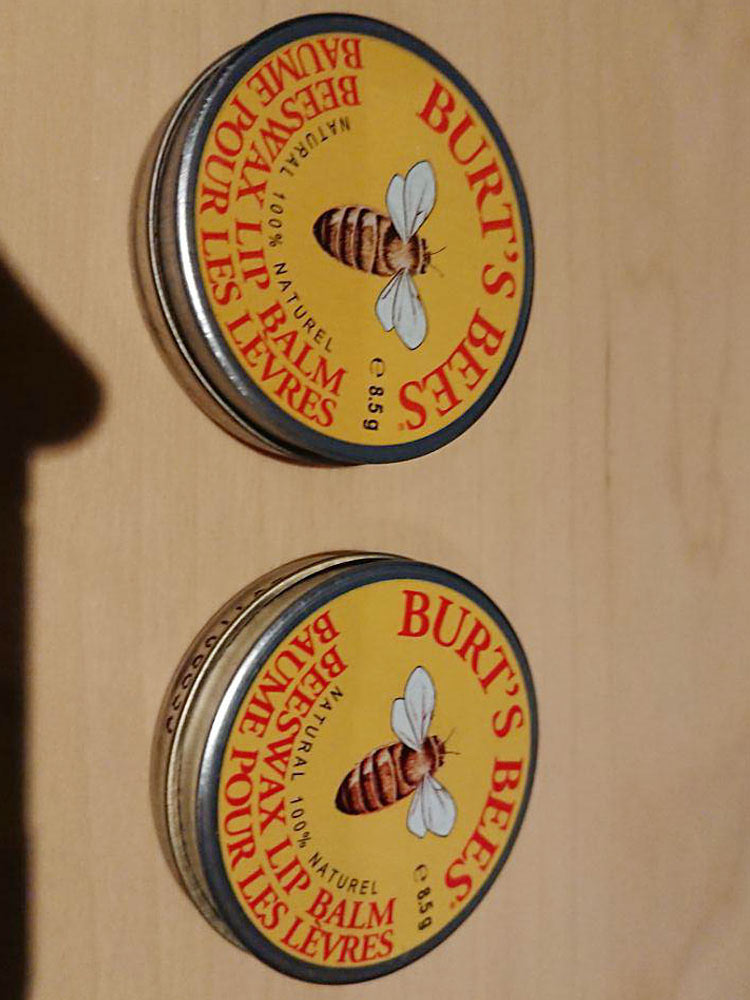 BURT'S BEES®
NATURAL 100% NATUREL
BEESWAX LIP BALM
BAUME POUR LES LÈVRES
℮ 8.5 g
BURT'S BEES®
NATURAL 100% NATUREL
BEESWAX LIP BALM
BAUME POUR LES LÈVRES
℮ 8.5 g